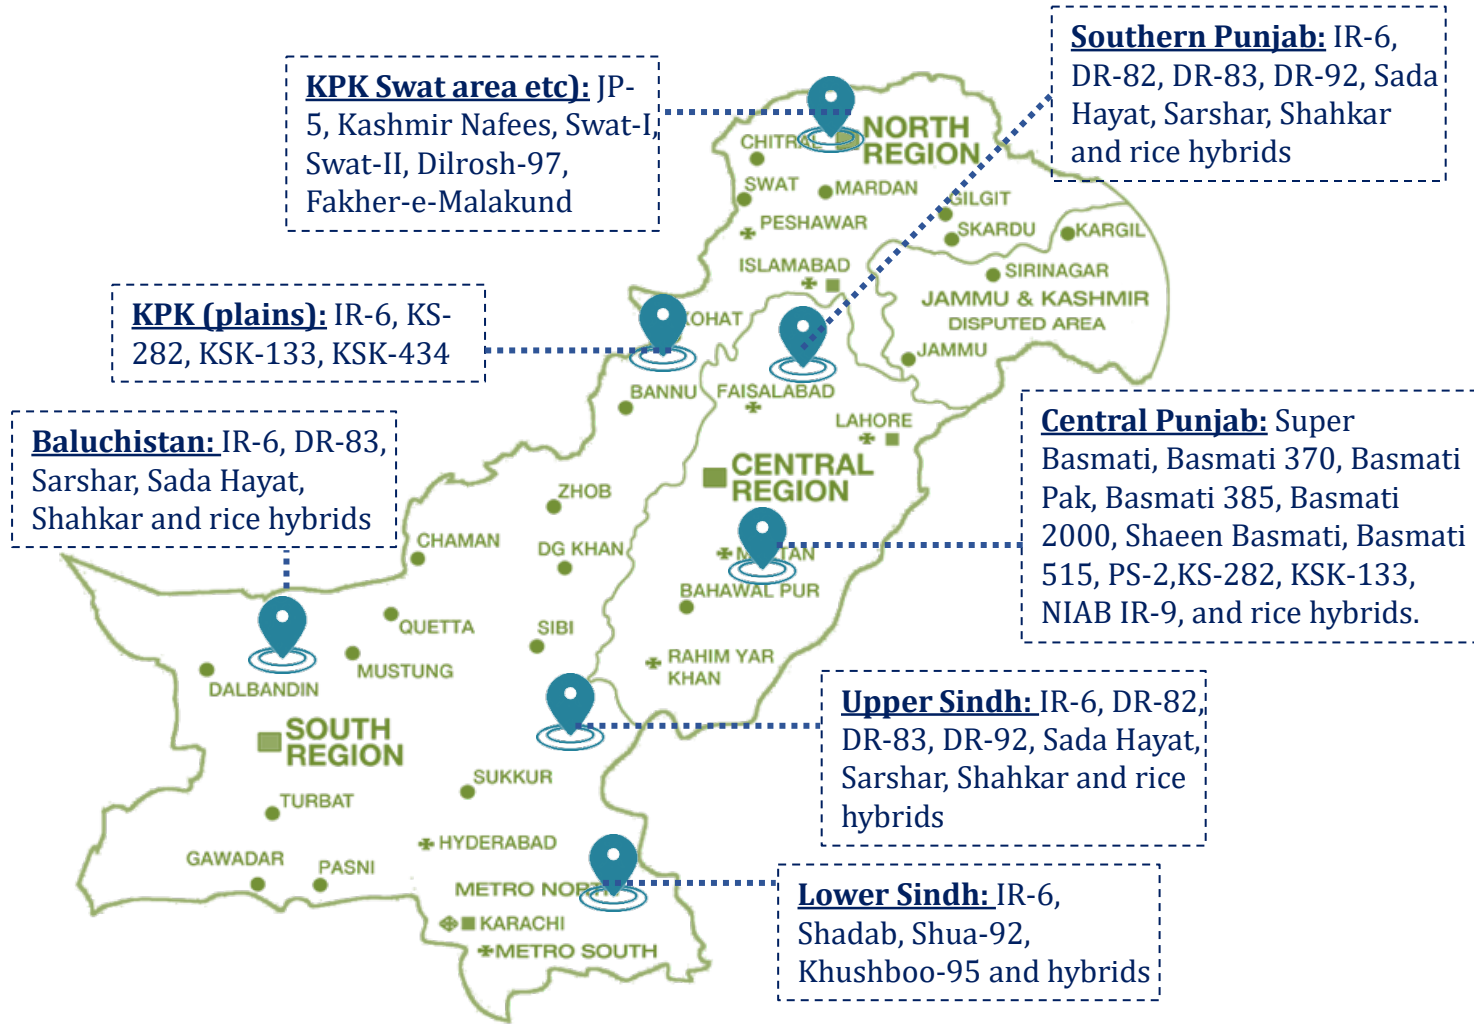 Southern Punjab: IR-6,
DR-82, DR-83, DR-92, Sada
Hayat, Sarshar, Shahkar
and rice hybrids
KPK Swat area etc): JP-
5, Kashmir Nafees, Swat-I,
Swat-II, Dilrosh-97,
Fakher-e-Malakund
NORTH
REGION
CHITRAL
SWAT
MARDAN
GILGIT
PESHAWAR
SKARDU
KARGIL
ISLAMABAD
SIRINAGAR
JAMMU & KASHMIR
DISPUTED AREA
JAMMU
KPK (plains): IR-6, KS-
282, KSK-133, KSK-434
KOHAT
BANNU
FAISALABAD
LAHORE
Baluchistan: IR-6, DR-83,
Sarshar, Sada Hayat,
Shahkar and rice hybrids
Central Punjab: Super
Basmati, Basmati 370, Basmati
Pak, Basmati 385, Basmati
2000, Shaeen Basmati, Basmati
515, PS-2,KS-282, KSK-133,
NIAB IR-9, and rice hybrids.
CENTRAL
REGION
ZHOB
CHAMAN
DG KHAN
MULTAN
BAHAWAL PUR
QUETTA
SIBI
MUSTUNG
RAHIM YAR
KHAN
DALBANDIN
SOUTH
REGION
Upper Sindh: IR-6, DR-82,
DR-83, DR-92, Sada Hayat,
Sarshar, Shahkar and rice
hybrids
SUKKUR
TURBAT
HYDERABAD
GAWADAR
PASNI
METRO NORTH
KARACHI
METRO SOUTH
Lower Sindh: IR-6,
Shadab, Shua-92,
Khushboo-95 and hybrids